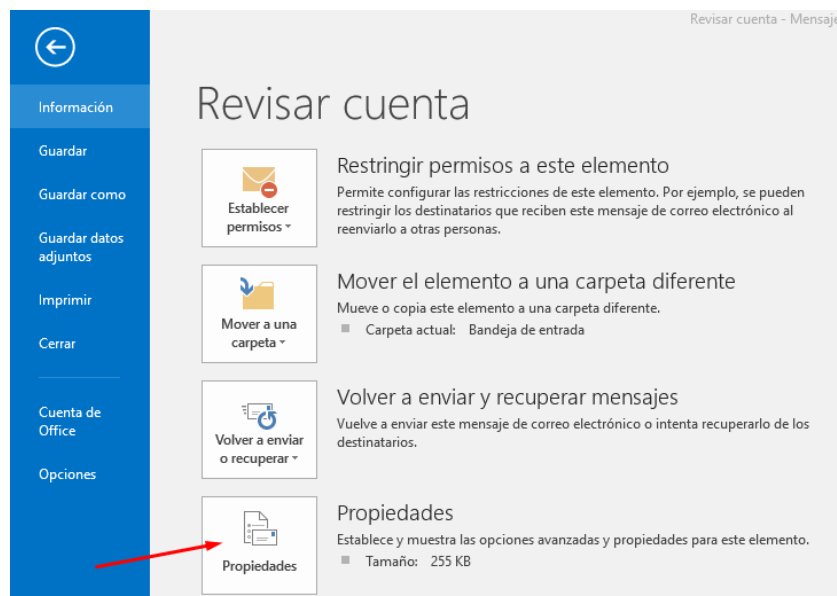 Revisar cuenta - Mensaje
Información
Guardar
Guardar como
Guardar datos
adjuntos
Imprimir
Cerrar
Cuenta de
Office
Opciones
Revisar cuenta
Establecer
permisos
Restringir permisos a este elemento
Permite configurar las restricciones de este elemento. Por ejemplo, se pueden
restringir los destinatarios que reciben este mensaje de correo electrónico al
reenviarlo a otras personas.
Mover a una
carpeta
Mover el elemento a una carpeta diferente
Mueve o copia este elemento a una carpeta diferente.
Carpeta actual: Bandeja de entrada
Volver a enviar
o recuperar
Volver a enviar y recuperar mensajes
Vuelve a enviar este mensaje de correo electrónico o intenta recuperarlo de los
destinatarios.
Propiedades
Propiedades
Establece y muestra las opciones avanzadas y propiedades para este elemento.
Tamaño: 255 KB